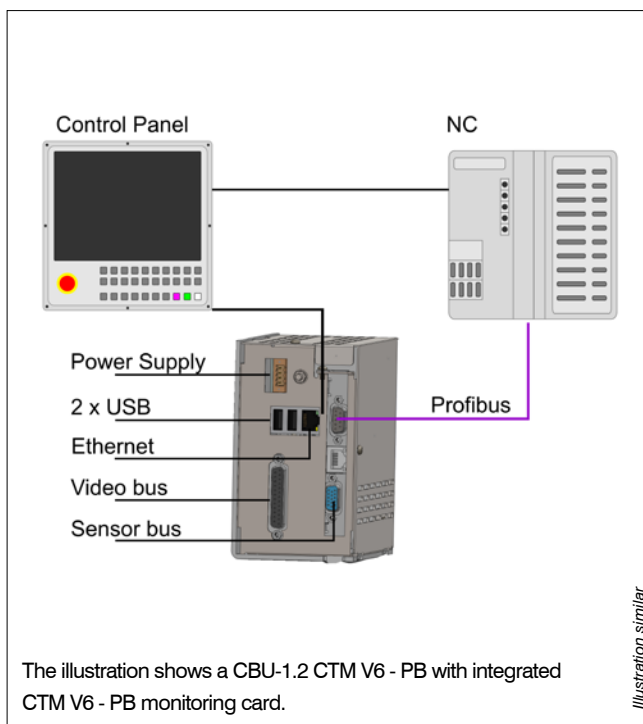 Control Panel
NC
Power Supply
2 x USB
Profibus
Ethernet
Video bus
Sensor bus
The illustration shows a CBU-1.2 CTM V6 - PB with integrated
CTM V6 - PB monitoring card.
Illustration similar